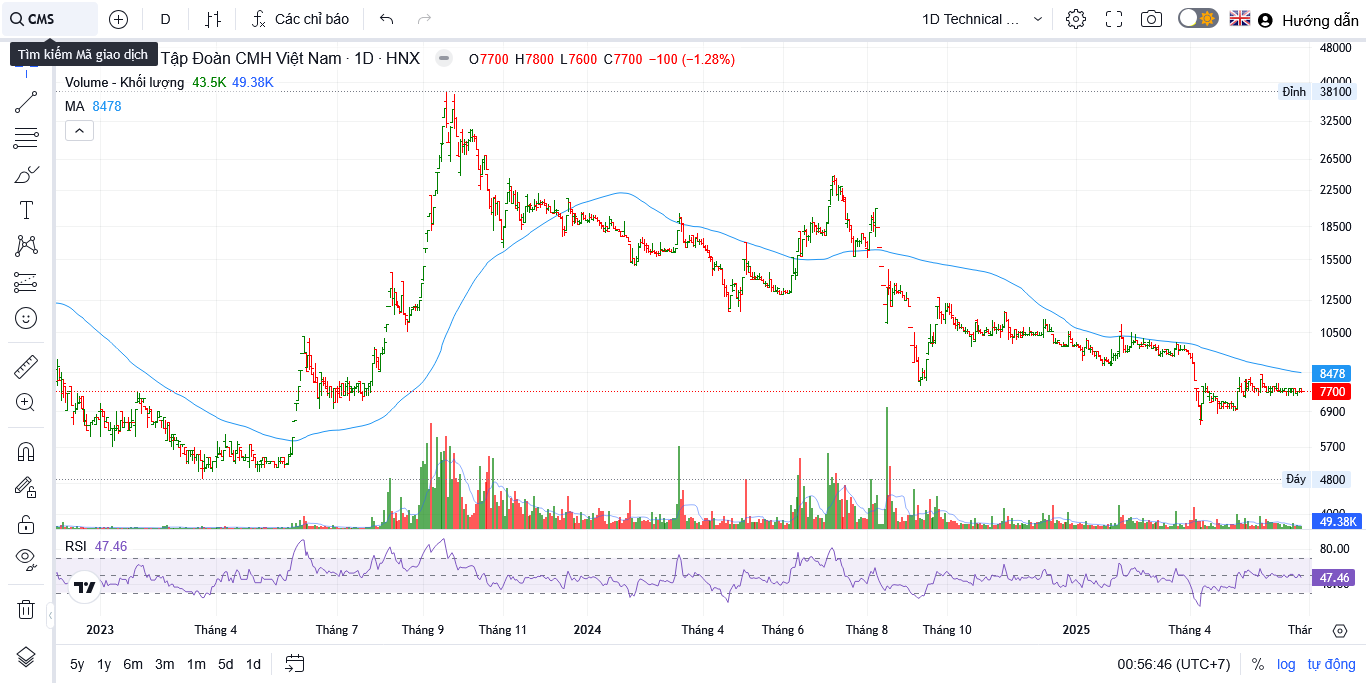 CMS
D
Các chỉ báo
1D Technical ...
Hướng dẫn
Tìm kiếm Mã giao dịch
Tập Đoàn CMH Việt Nam · 1D · HNX
O7700 H7800 L7600 C7700 −100 (−1.28%)
Volume - Khối lượng 43.5K 49.38K
MA 8478
48000
40000
Đỉnh 38100
32500
26500
22500
18500
15500
12500
10500
8478
7700
6900
5700
Đáy 4800
4000
49.38K
RSI 47.46
80.00
47.46
2023 Tháng 4 Tháng 7 Tháng 9 Tháng 11 2024 Tháng 4 Tháng 6 Tháng 8 Tháng 10 2025 Tháng 4 Thár
5y 1y 6m 3m 1m 5d 1d
00:56:46 (UTC+7) % log tự động